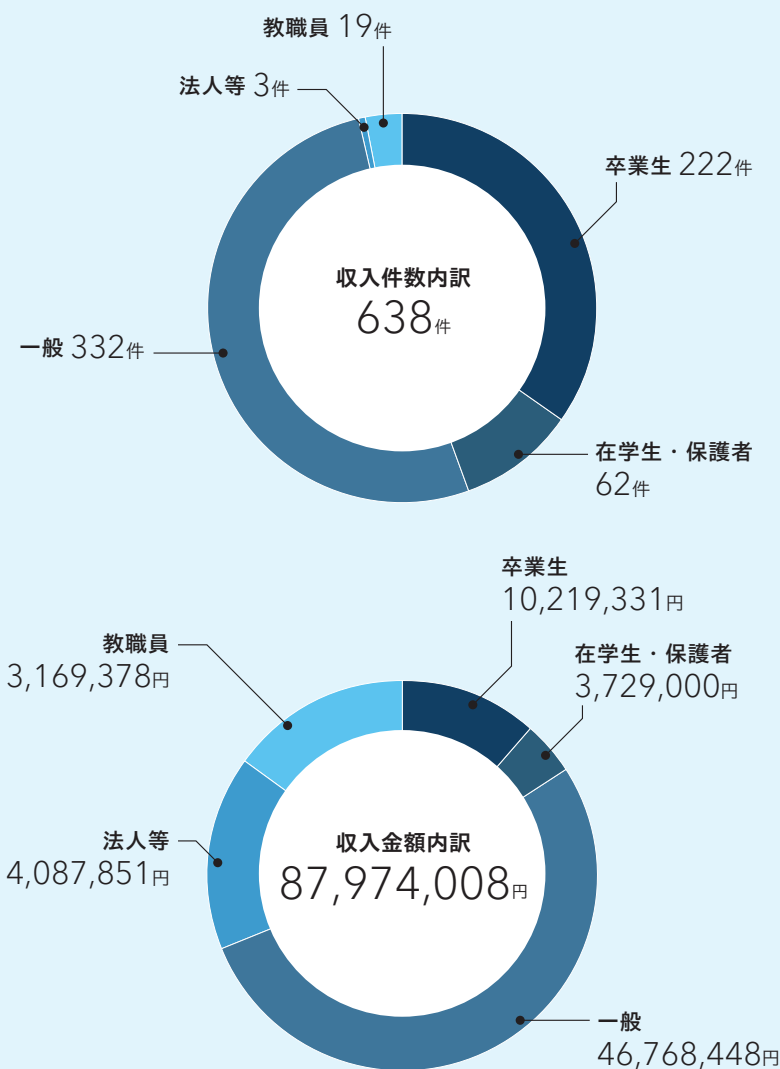 教職員 19件
法人等 3件
卒業生 222件
収入件数内訳
638件
一般 332件
在学生・保護者
62件
卒業生
10,219,331円
教職員
3,169,378円
在学生・保護者
3,729,000円
法人等
4,087,851円
収入金額内訳
87,974,008円
一般
46,768,448円